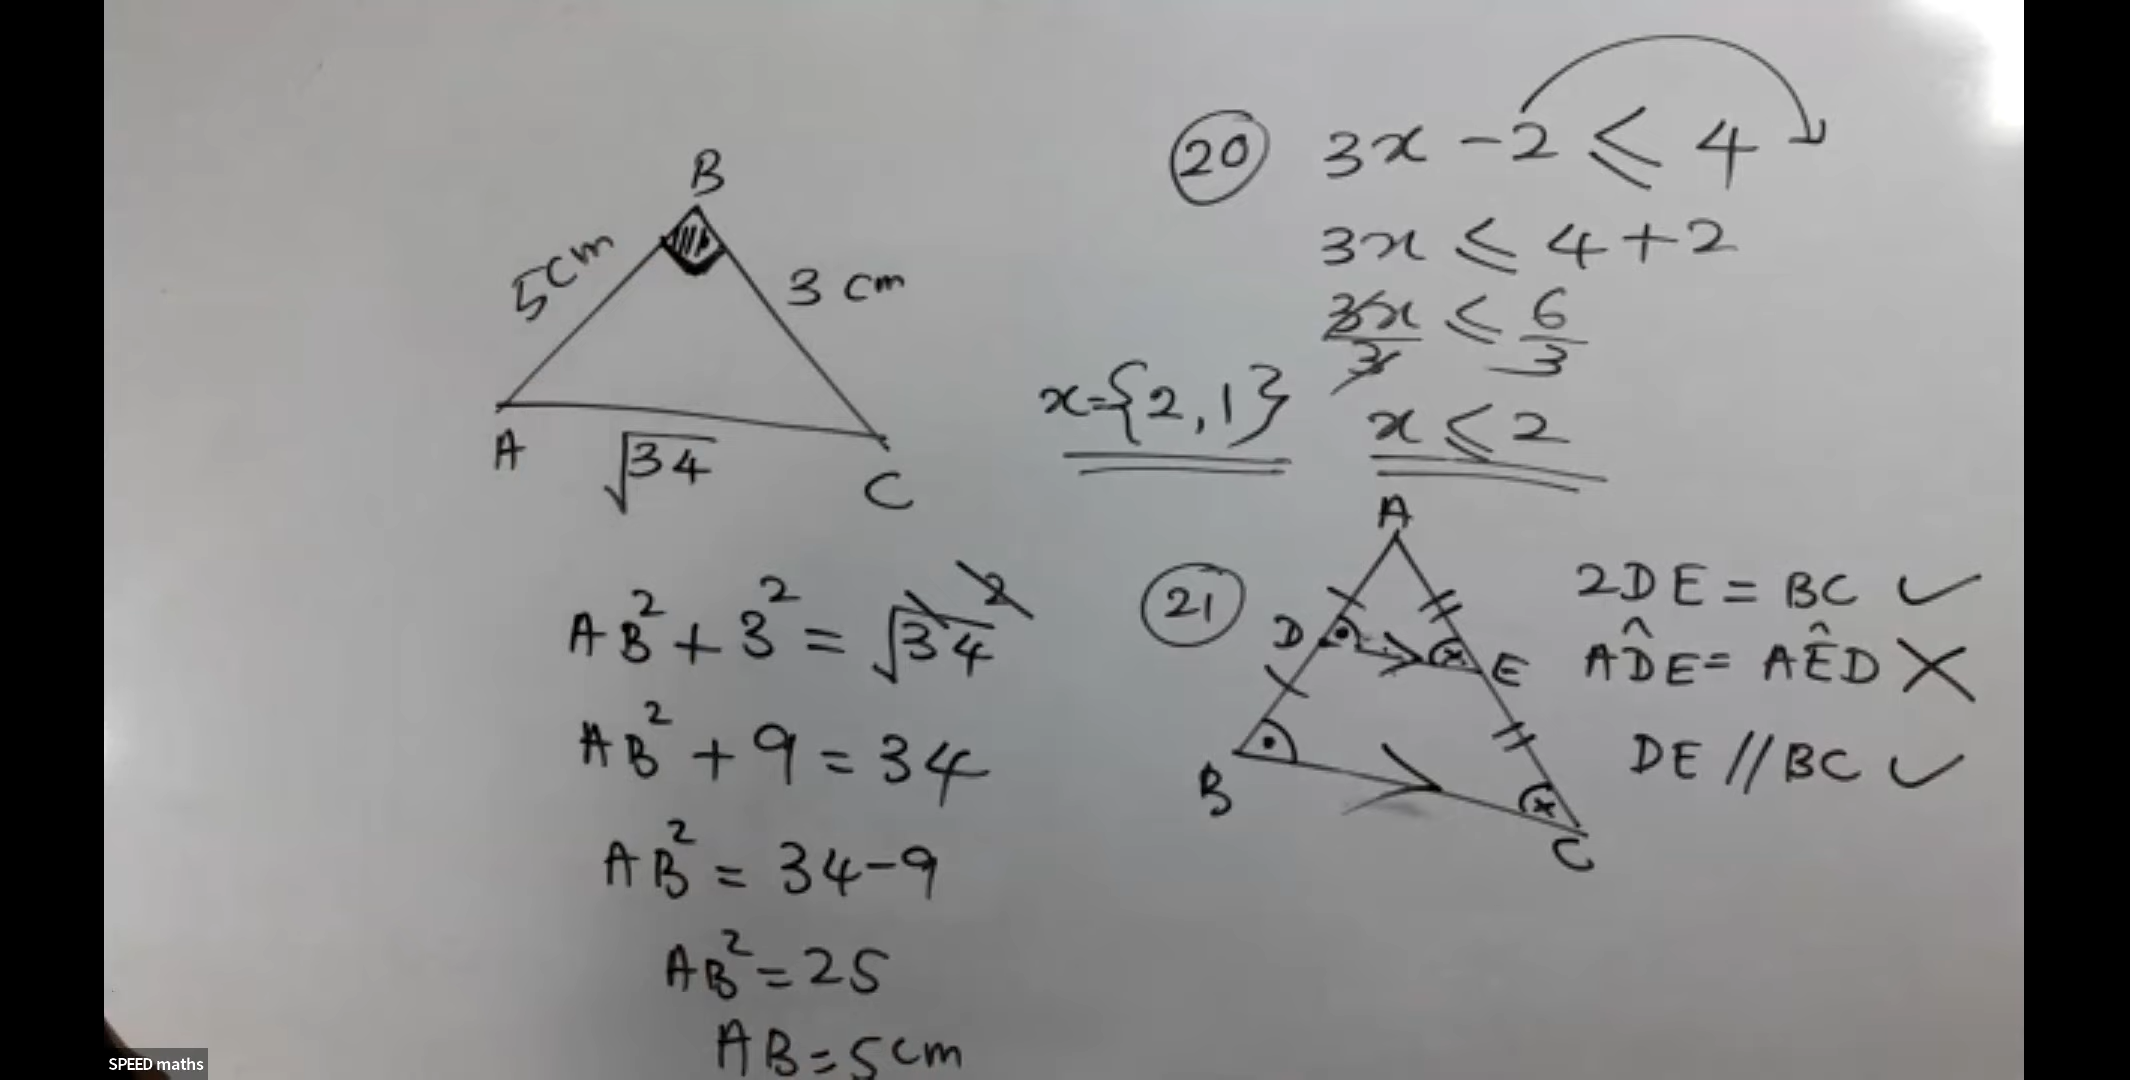 B
5cm
3 cm
A
√34
C
AB² + 3² = √34²
AB² + 9 = 34
AB² = 34-9
AB² = 25
AB = 5cm
20 3x - 2 ≤ 4
3x ≤ 4 + 2
3x/3 ≤ 6/3
x = {2, 1}
x ≤ 2
21
A
D
E
B
C
x
x
2DE = BC ✓
AD̂E = AÊD X
DE // BC ✓
SPEED maths